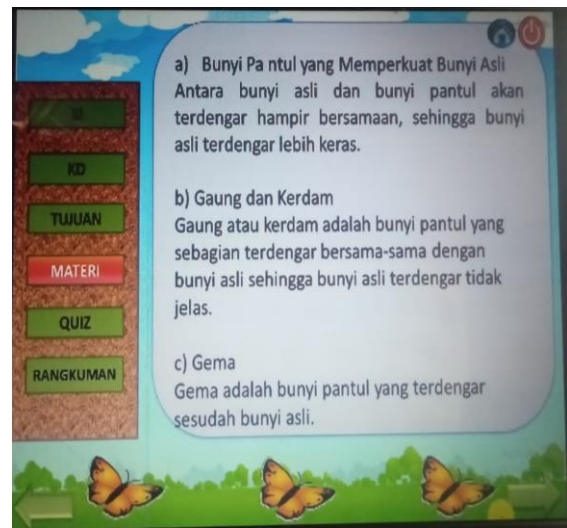 a) Bunyi Pa ntul yang Memperkuat Bunyi Asli
Antara bunyi asli dan bunyi pantul akan
terdengar hampir bersamaan, sehingga bunyi
asli terdengar lebih keras.
b) Gaung dan Kerdam
Gaung atau kerdam adalah bunyi pantul yang
sebagian terdengar bersama-sama dengan
bunyi asli sehingga bunyi asli terdengar tidak
jelas.
c) Gema
Gema adalah bunyi pantul yang terdengar
sesudah bunyi asli.
KD
TUJUAN
MATERI
QUIZ
RANGKUMAN